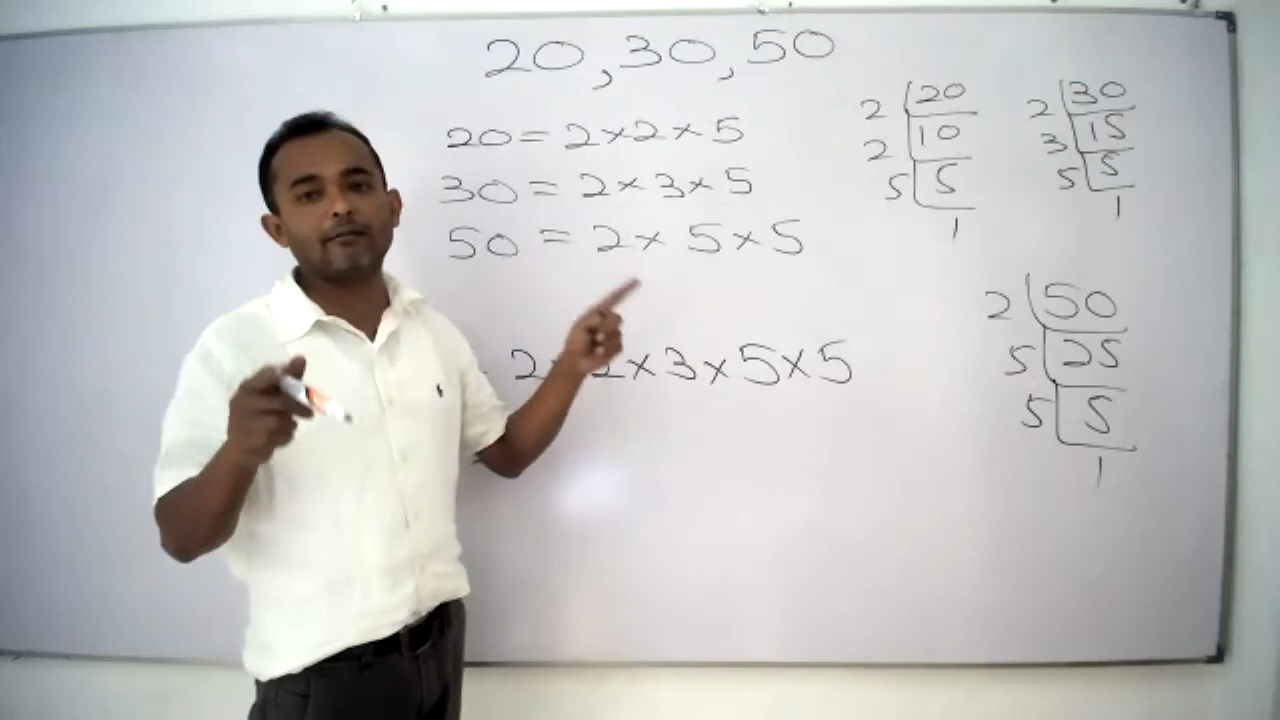 20, 30, 50
20 = 2 × 2 × 5
30 = 2 × 3 × 5
50 = 2 × 5 × 5
2 × 2 × 3 × 5 × 5
2 20
2 10
5 5
1
2 30
3 15
5 5
1
2 50
5 25
5 5
1